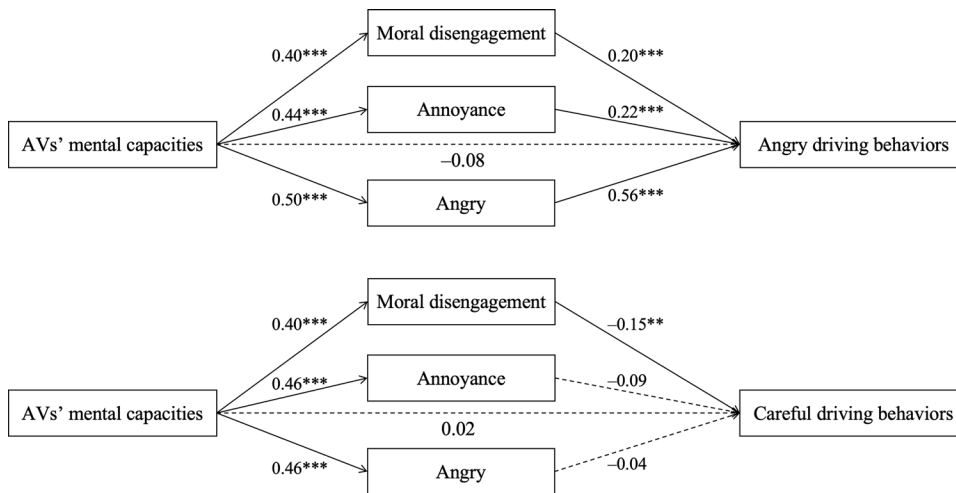 Moral disengagement
0.40***
0.20***
Annoyance
0.44***
0.22***
AVs’ mental capacities
Angry driving behaviors
–0.08
0.50***
Angry
0.56***
Moral disengagement
0.40***
–0.15**
Annoyance
0.46***
–0.09
AVs’ mental capacities
Careful driving behaviors
0.02
0.46***
Angry
–0.04